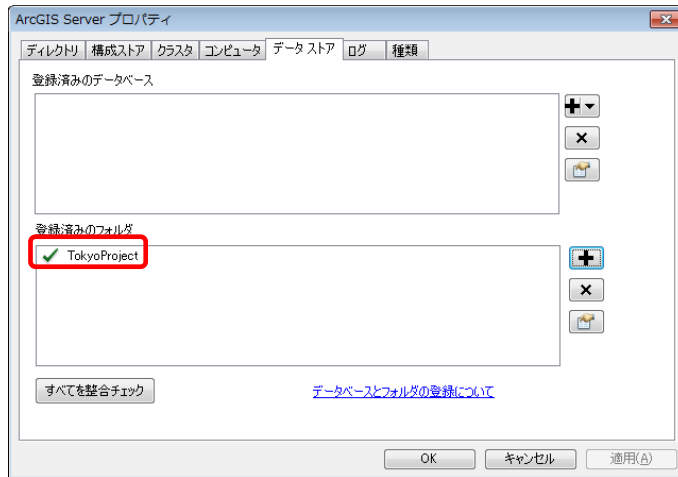 ArcGIS Server プロパティ
ディレクトリ 構成ストア クラスタ コンピュータ データ ストア ログ 種類
登録済みのデータベース
登録済みのフォルダ
TokyoProject
すべてを整合チェック
データベースとフォルダの登録について
OK キャンセル 適用(A)